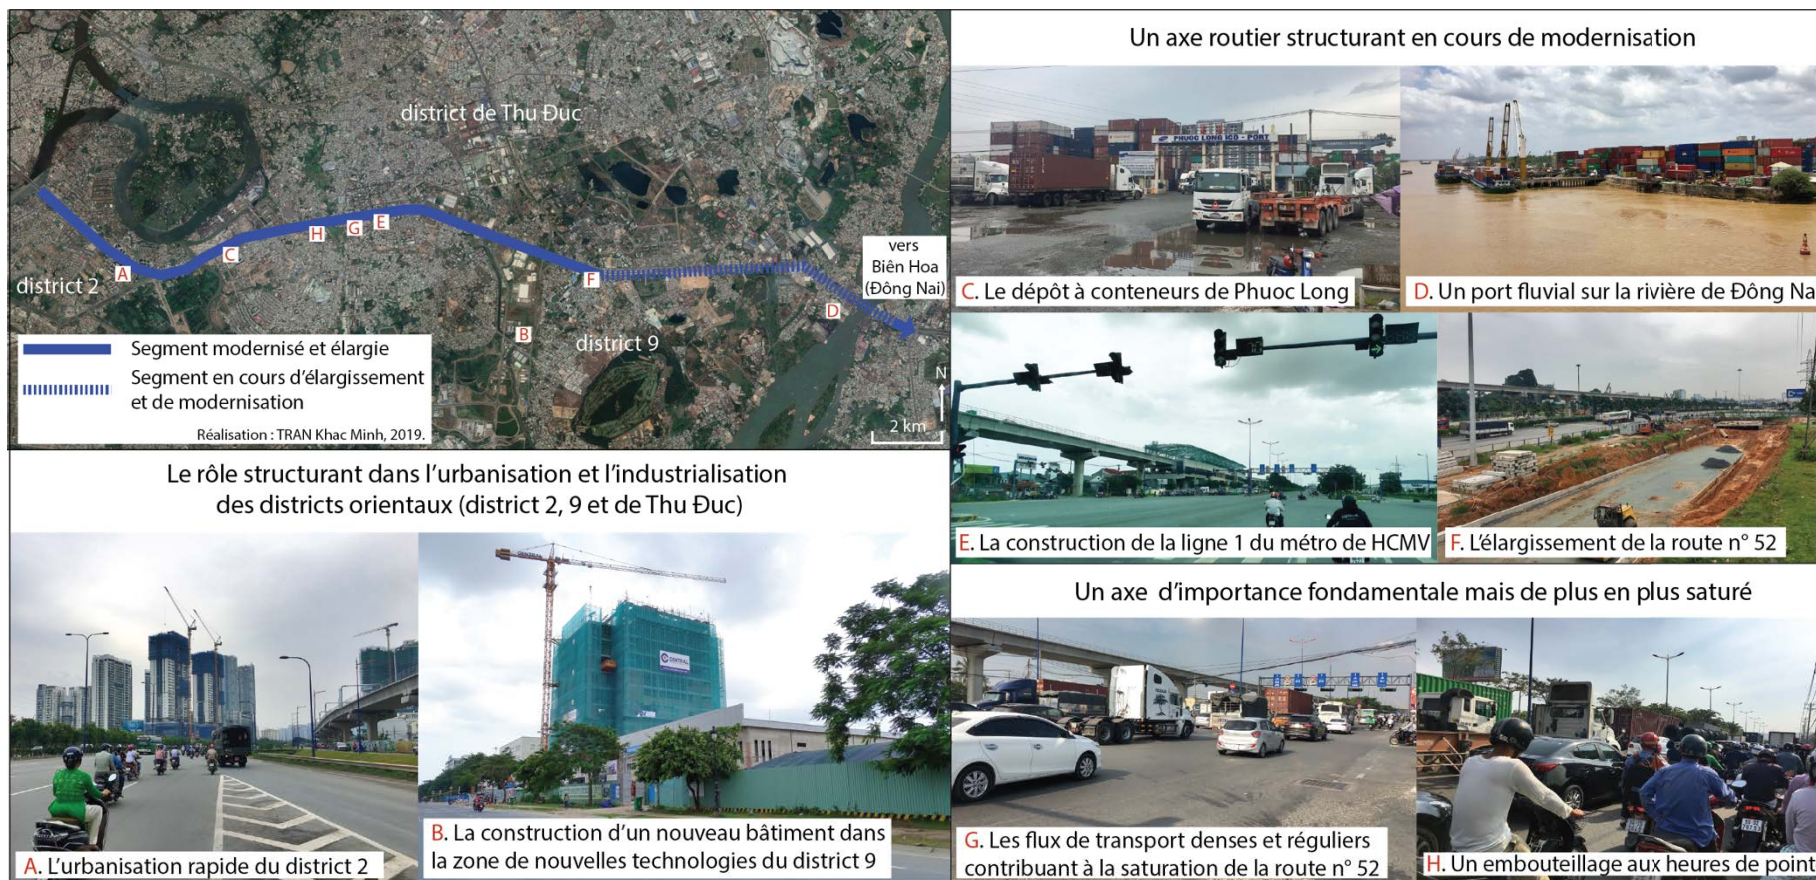 district de Thu Đuc
district 2
district 9
vers
Biên Hoa
(Đông Nai)
A
C
H
G
E
F
B
D
N
2 km
Segment modernisé et élargie
Segment en cours d'élargissement
et de modernisation
Réalisation : TRAN Khac Minh, 2019.
Un axe routier structurant en cours de modernisation
PHUOC LONG ICD - PORT
C. Le dépôt à conteneurs de Phuoc Long
D. Un port fluvial sur la rivière de Đông Na
E. La construction de la ligne 1 du métro de HCMV
F. L'élargissement de la route n° 52
Le rôle structurant dans l'urbanisation et l'industrialisation
des districts orientaux (district 2, 9 et de Thu Đuc)
A. L'urbanisation rapide du district 2
CENTRAL
B. La construction d'un nouveau bâtiment dans
la zone de nouvelles technologies du district 9
Un axe d'importance fondamentale mais de plus en plus saturé
G. Les flux de transport denses et réguliers
contribuant à la saturation de la route n° 52
H. Un embouteillage aux heures de point